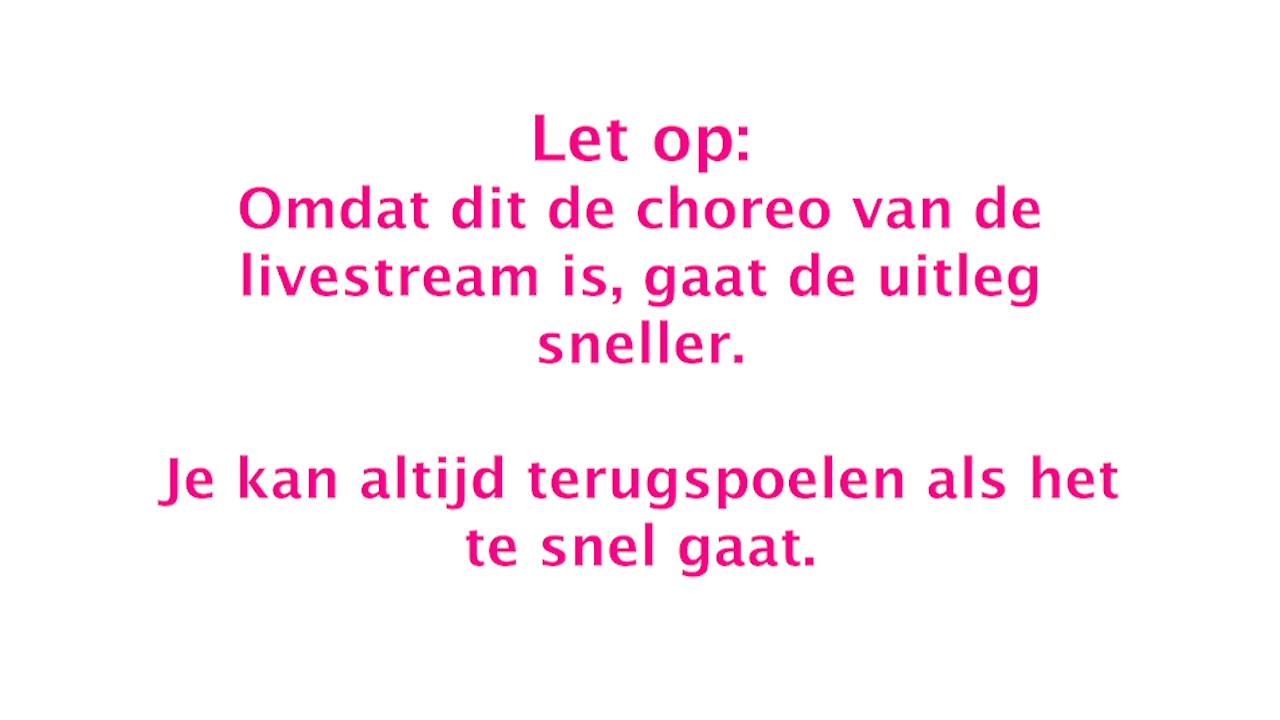 Let op:
Omdat dit de choreo van de
livestream is, gaat de uitleg
sneller.
Je kan altijd terugspoelen als het
te snel gaat.